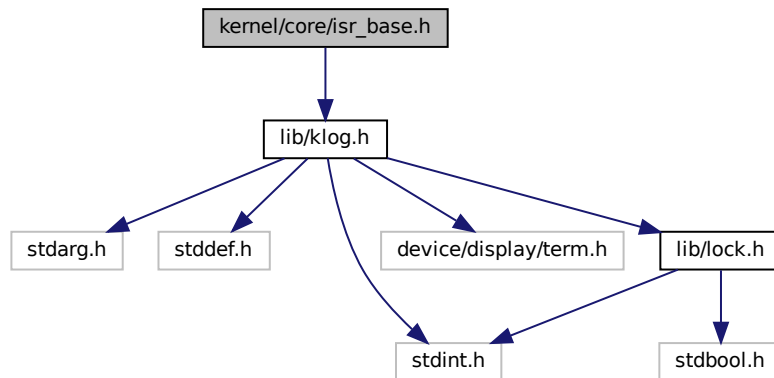 kernel/core/isr_base.h
lib/klog.h
stdarg.h
stddef.h
device/display/term.h
lib/lock.h
stdint.h
stdbool.h